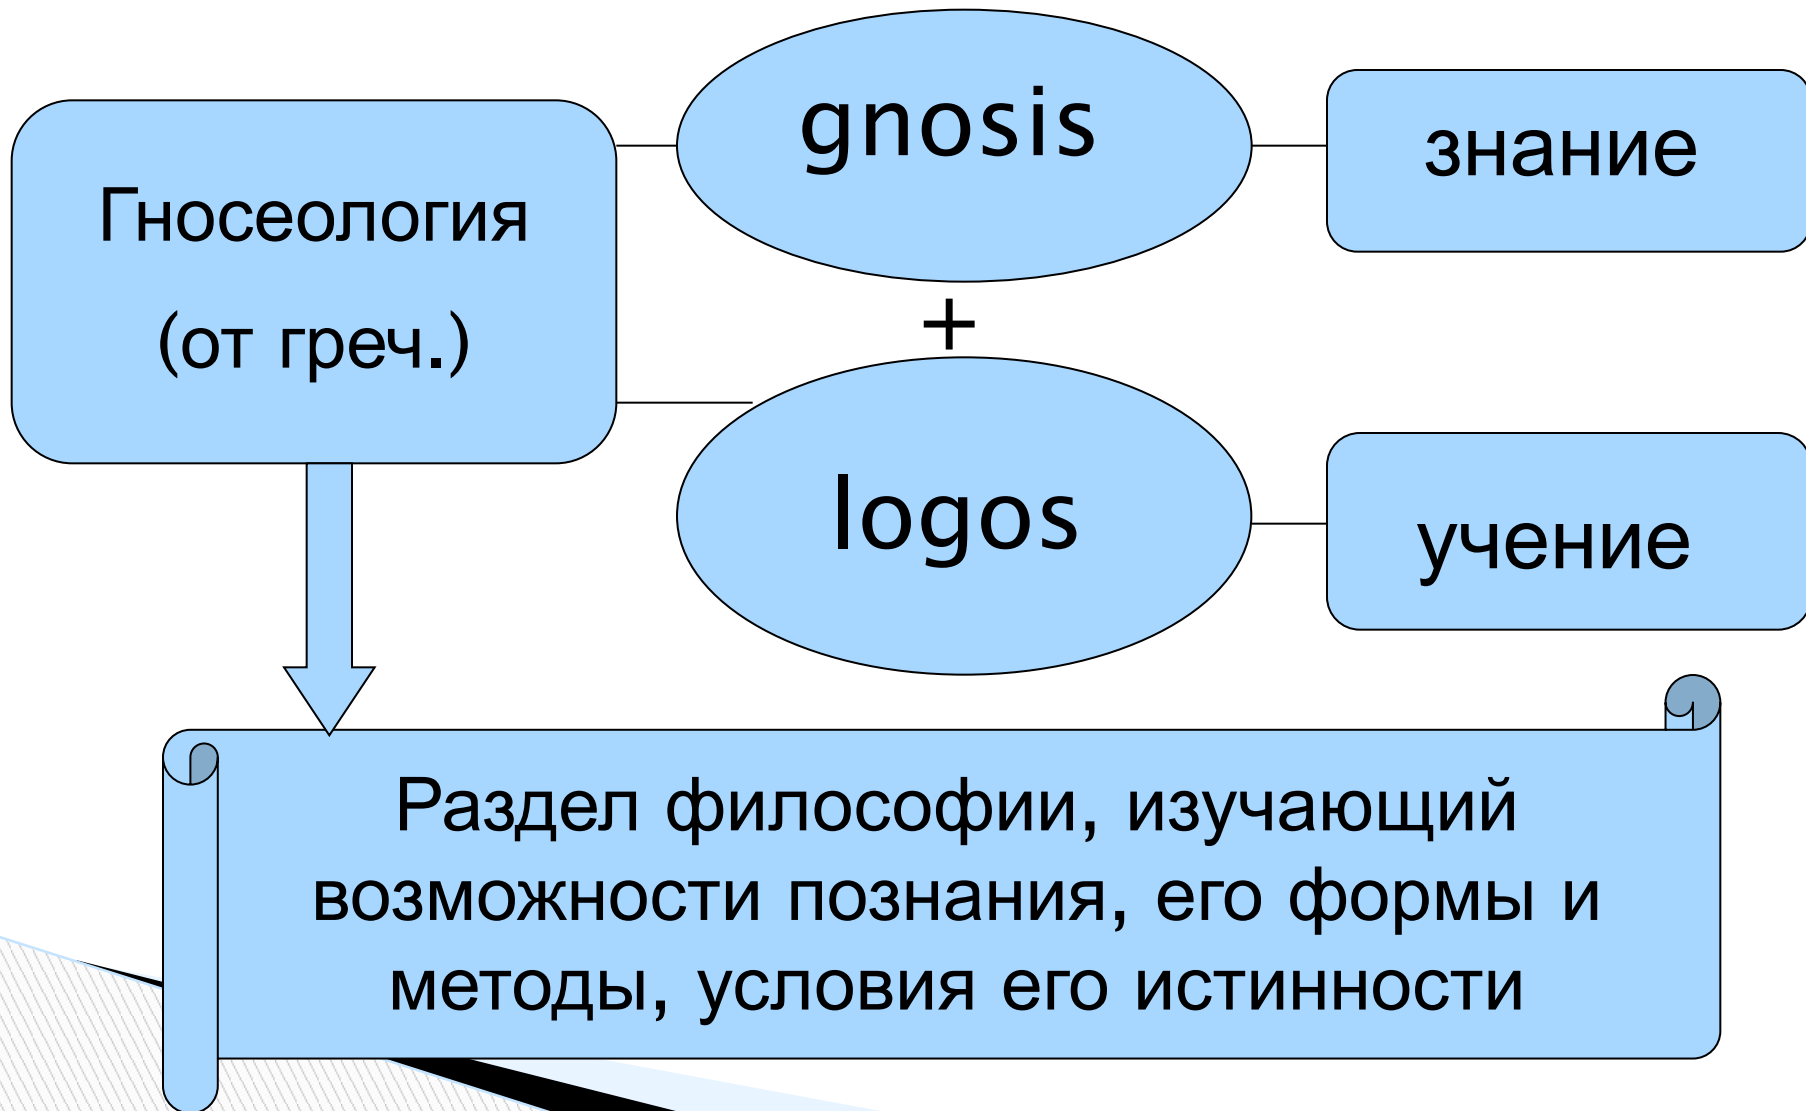 Гносеология
(от греч.)
gnosis
знание
+
logos
учение
Раздел философии, изучающий
возможности познания, его формы и
методы, условия его истинности